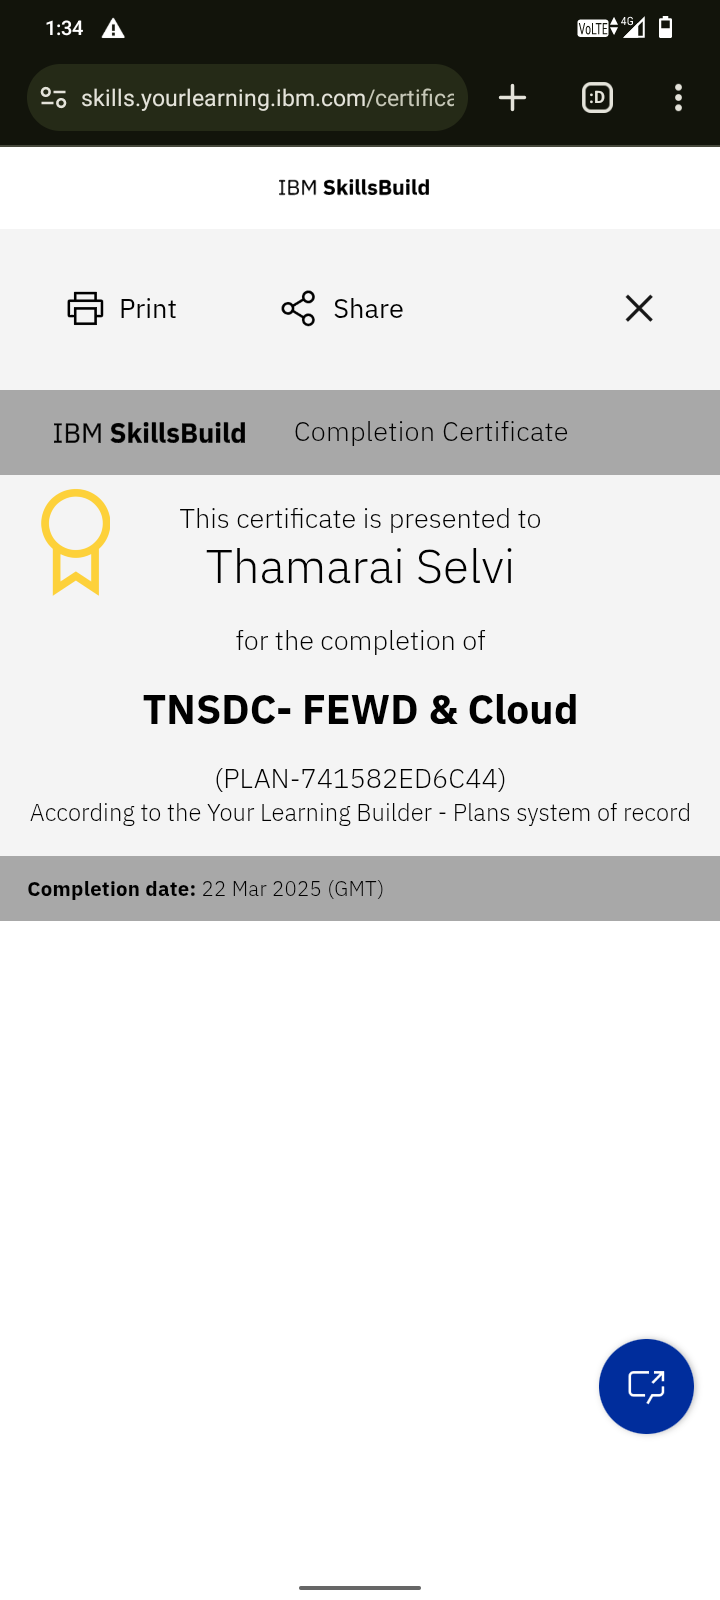 1:34
VoLTE 4G
skills.yourlearning.ibm.com/certifica
:D
IBM SkillsBuild
Print
Share
IBM SkillsBuild Completion Certificate
This certificate is presented to
Thamarai Selvi
for the completion of
TNSDC- FEWD & Cloud
(PLAN-741582ED6C44)
According to the Your Learning Builder - Plans system of record
Completion date: 22 Mar 2025 (GMT)